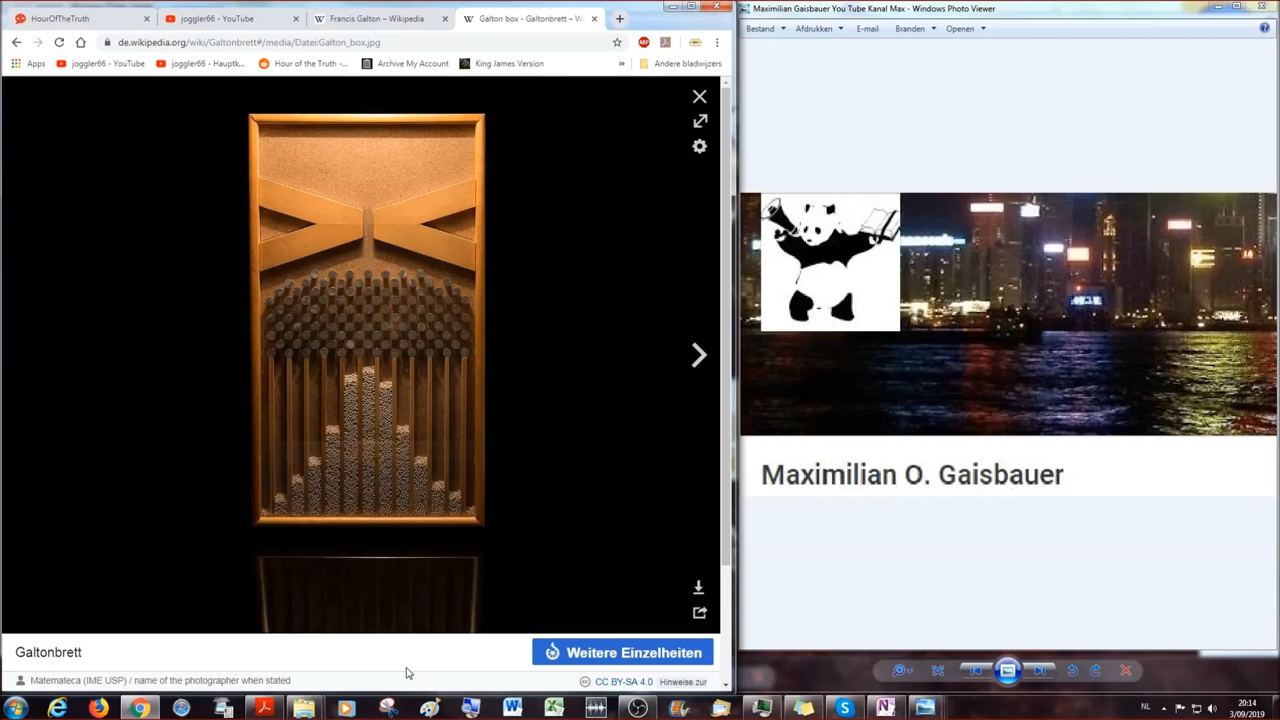 HourOfTheTruth!
joggler66 - YouTube
Francis Galton – Wikipedia
Galton box - Galtonbrett – Wi
de.wikipedia.org/wiki/Galtonbrett#/media/Datei:Galton_box.jpg
Apps
joggler66 - YouTube
joggler66 - Hauptk...
Hour of the Truth -...
Archive My Account
King James Version
»
Andere bladwijzers
Galtonbrett
Weitere Einzelheiten
Matemateca (IME USP) / name of the photographer when stated
CC BY-SA 4.0
Hinweise zur
Maximilian Gaisbauer You Tube Kanal Max - Windows Photo Viewer
Bestand
Afdrukken
E-mail
Branden
Openen
Maximilian O. Gaisbauer
NL
20:14
3/09/2019